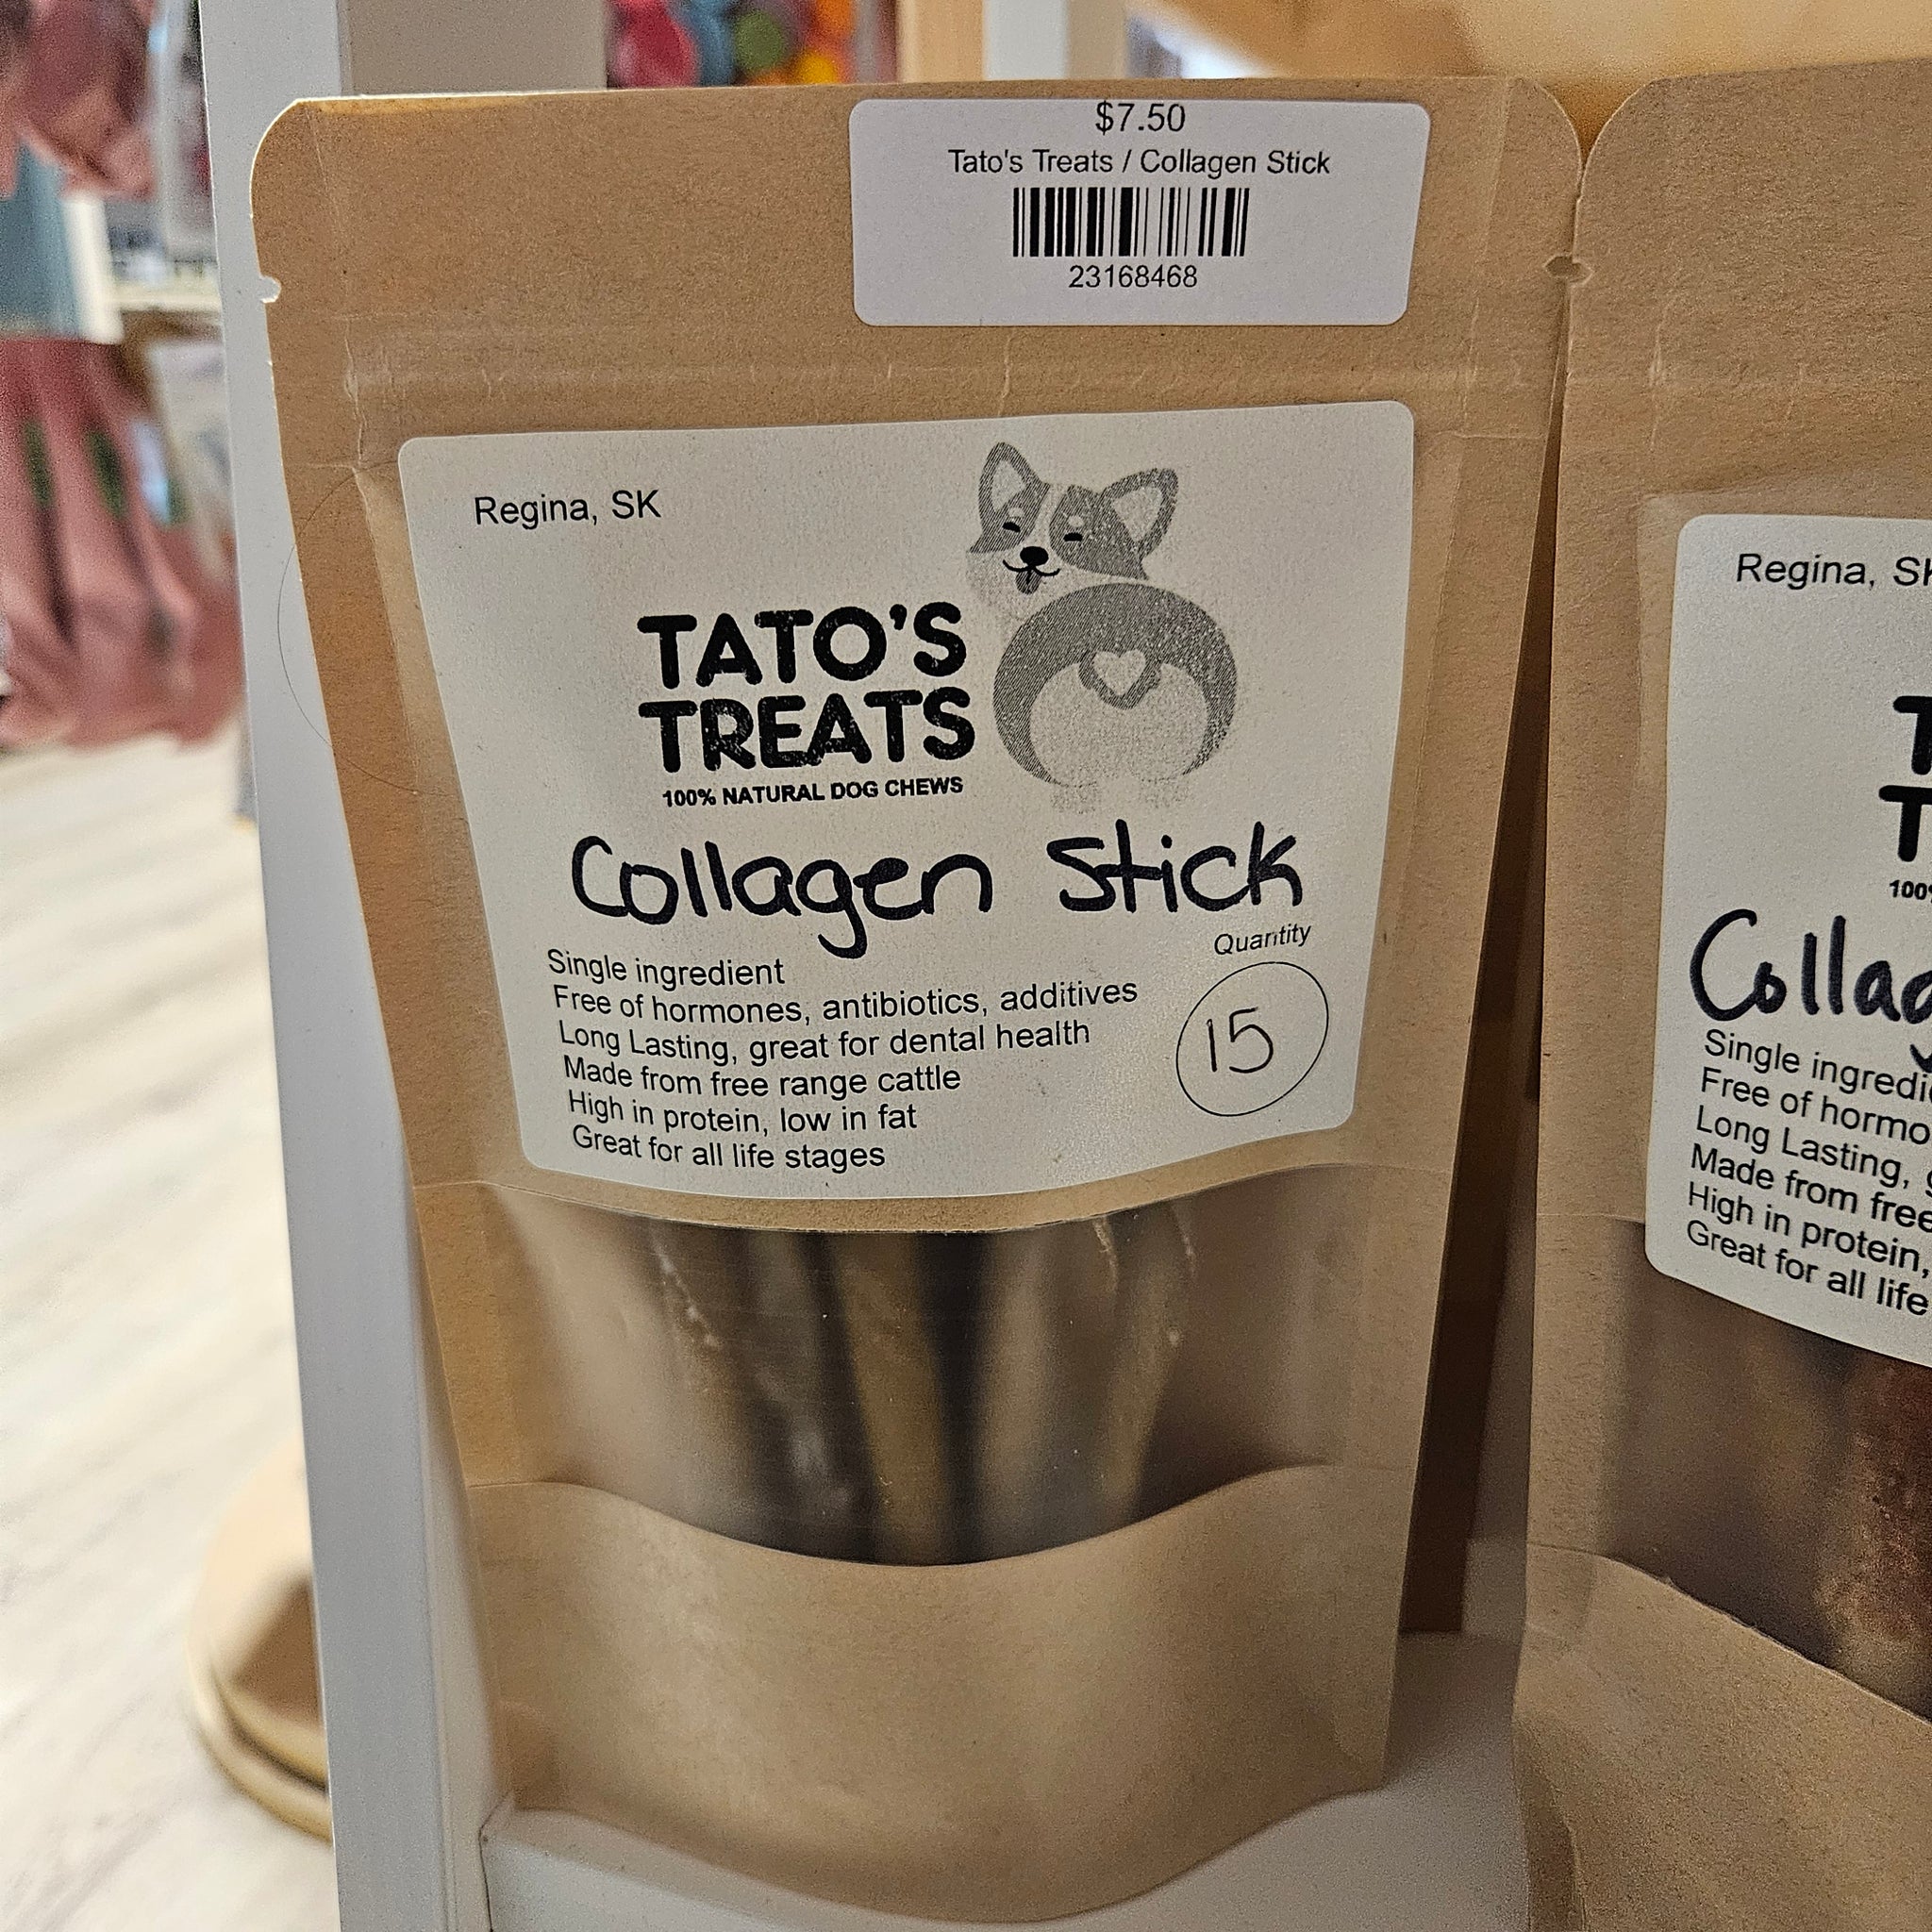 $7.50
Tato's Treats / Collagen Stick
23168468
Regina, SK
TATO'S
TREATS
100% NATURAL DOG CHEWS
Collagen Stick
Quantity
15
Single ingredient
Free of hormones, antibiotics, additives
Long Lasting, great for dental health
Made from free range cattle
High in protein, low in fat
Great for all life stages
Regina, SK
T
T
100%
Collag
Single ingredie
Free of hormo
Long Lasting, g
Made from free
High in protein,
Great for all life